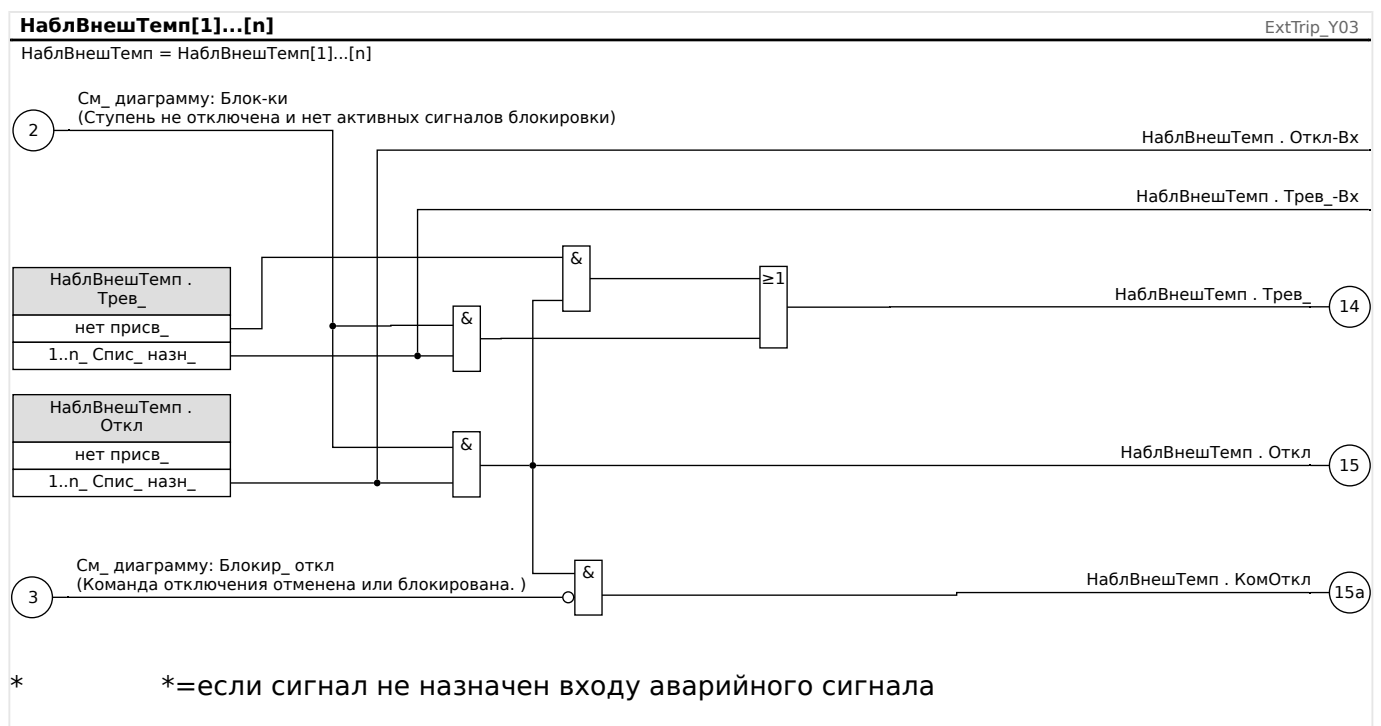 НаблВнешТемп[1]...[n]
ExtTrip_Y03
НаблВнешТемп = НаблВнешТемп[1]...[n]
См_ диаграмму: Блок-ки
(Ступень не отключена и нет активных сигналов блокировки)
2
НаблВнешТемп . Откл-Вх
НаблВнешТемп . Трев_-Вх
&
≥1
НаблВнешТемп .
Трев_
нет присв_
1..n_ Спис_ назн_
&
НаблВнешТемп . Трев_
14
НаблВнешТемп .
Откл
нет присв_
1..n_ Спис_ назн_
&
НаблВнешТемп . Откл
15
См_ диаграмму: Блокир_ откл
(Команда отключения отменена или блокирована. )
3
&
НаблВнешТемп . КомОткл
15a
* *=если сигнал не назначен входу аварийного сигнала